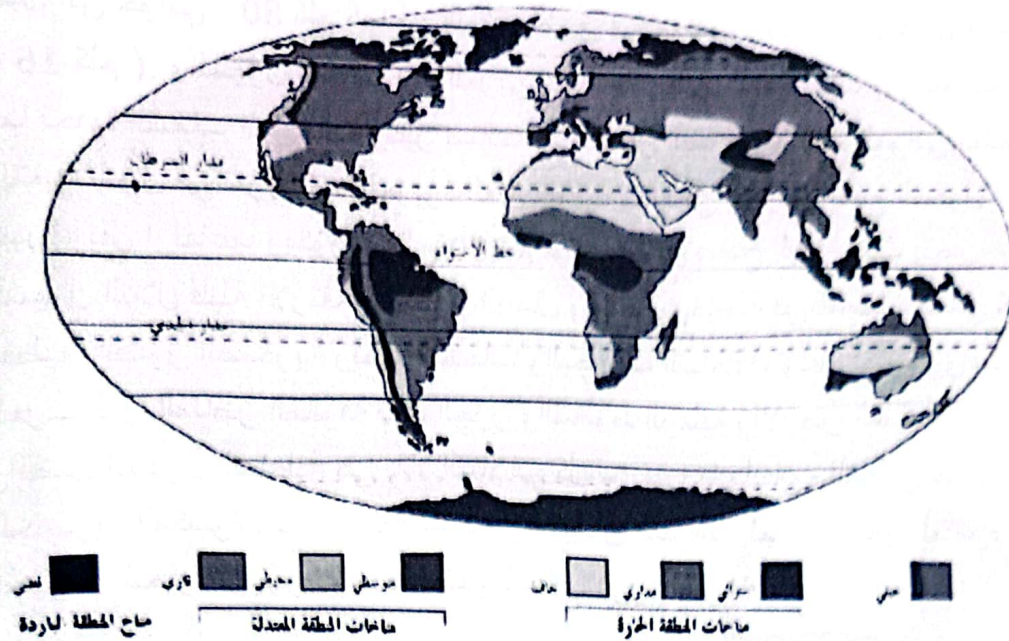 مدار السرطان
خط الاستواء
مدار الجدي
جبلي
استوائي
مداري
جاف
متوسطي
محيطي
قاري
قطبي
مناخات المنطقة الحارة
مناخات المنطقة المعتدلة
مناخ المنطقة الباردة